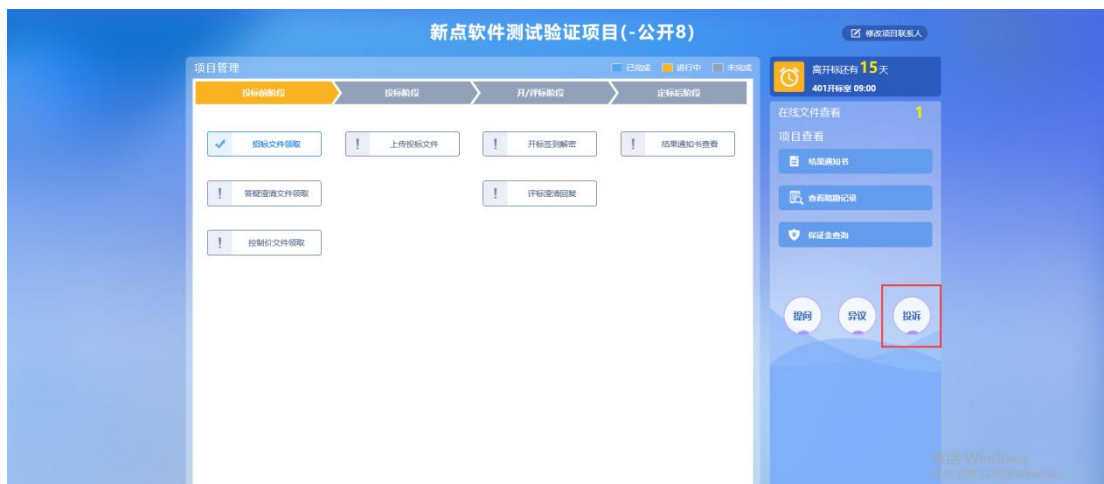 新点软件测试验证项目(-公开8)
修改项目联系人
项目管理
已完成 进行中 未完成
离开标还有15天
401开标室 09:00
投标前阶段 投标阶段 开/评标阶段 定标后阶段
在线文件查看 1
项目查看
招标文件领取 上传投标文件 开标签到解密 结果通知书查看
结果通知书
答疑澄清文件领取 评标澄清回复
查看踏勘记录
控制价文件领取
保证金查询
提问 异议 投诉
激活 Windows